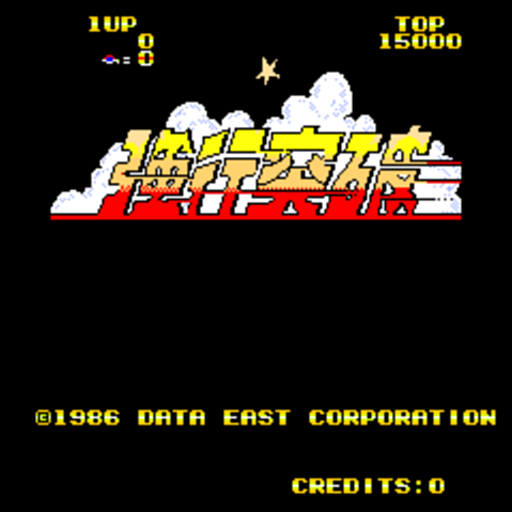 1UP
0
=0
TOP
15000
強行突破
©1986 DATA EAST CORPORATION
CREDITS:0